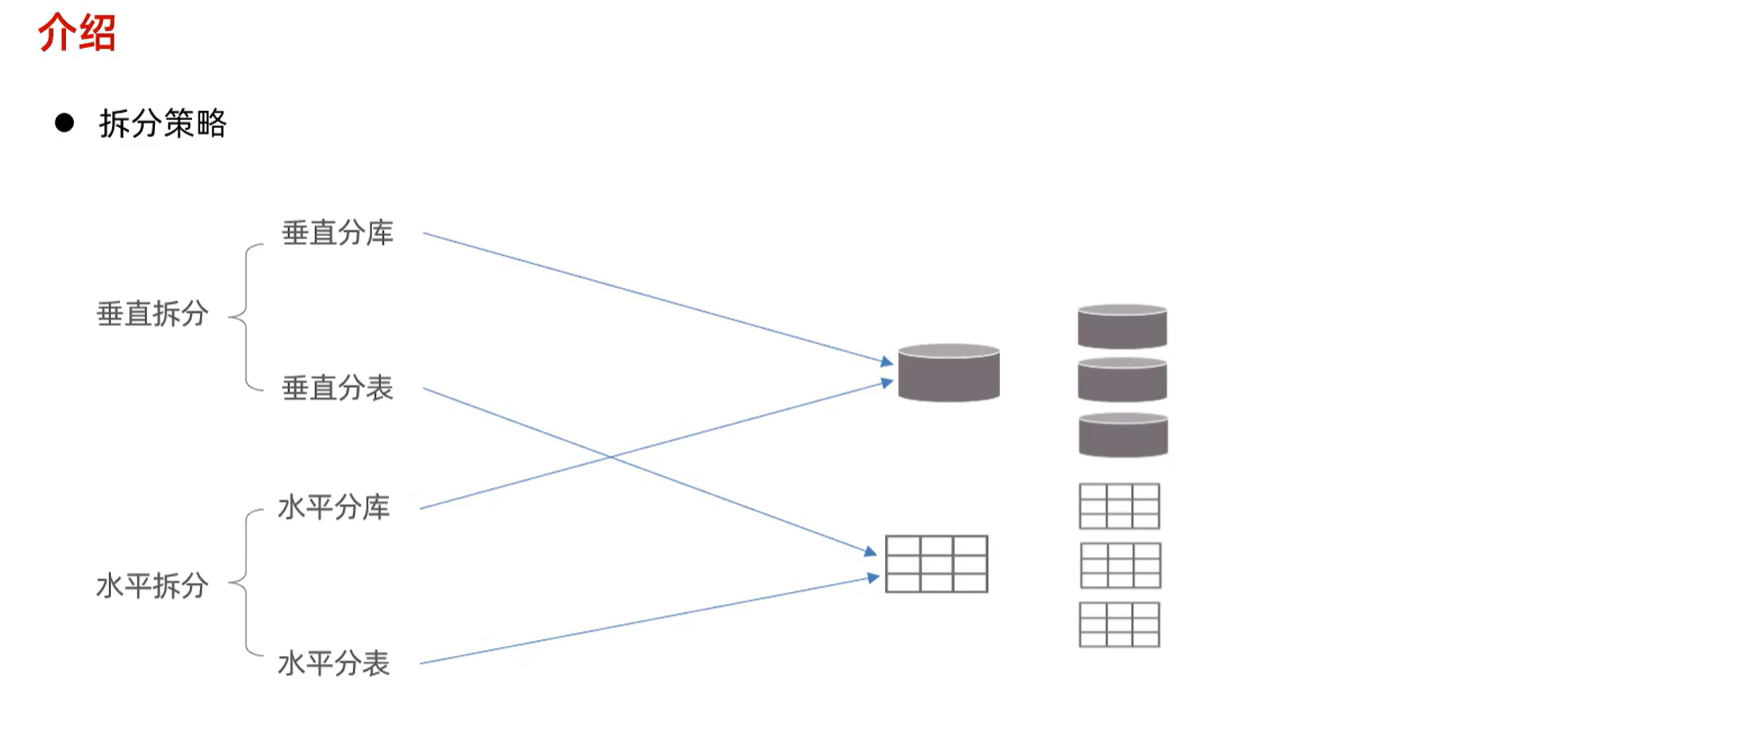 介绍
拆分策略
垂直分库
垂直拆分
垂直分表
水平分库
水平拆分
水平分表